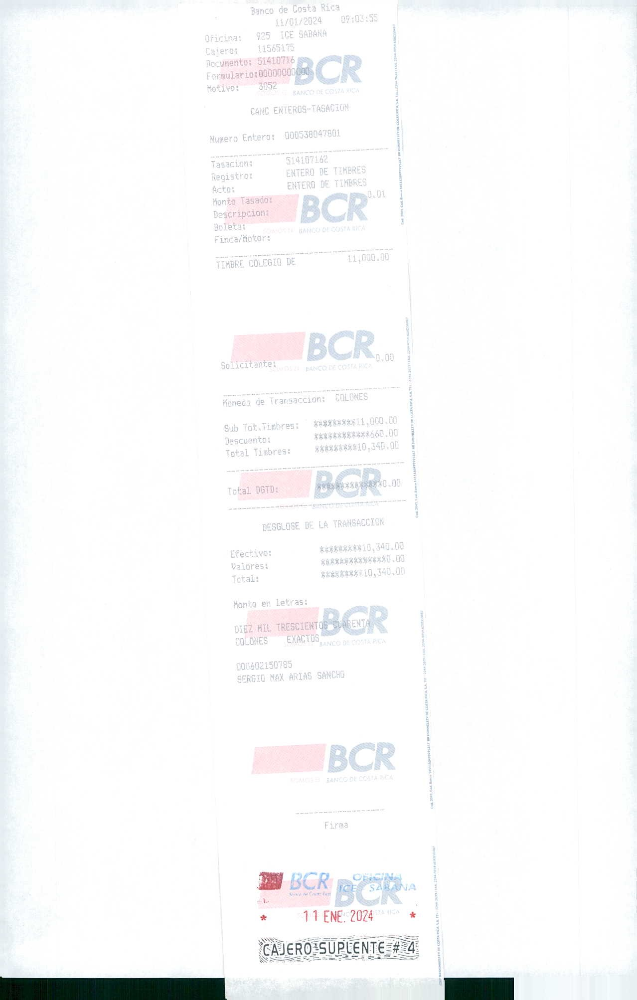 Banco de Costa Rica
11/01/2024 09:03:55
Oficina: 925 ICE SABANA
Cajero: 11565175
Documento: 51410716
Formulario:00000000000
Motivo: 3052
BCR
SOMOS EL BANCO DE COSTA RICA
CANC ENTEROS-TASACION
Numero Entero: 000538047801
Tasacion: 514107162
Registro: ENTERO DE TIMBRES
Acto: ENTERO DE TIMBRES
Monto Tasado: 0.01
Descripcion:
BCR
Boleta:
SOMOS EL BANCO DE COSTA RICA
Finca/Motor:
TIMBRE COLEGIO DE 11,000.00
BCR
Solicitante: 0.00
SOMOS EL BANCO DE COSTA RICA
Moneda de Transaccion: COLONES
Sub Tot.Timbres: *********11,000.00
Descuento: ************660.00
Total Timbres: *********10,340.00
BCR
Total DGTD: **************0.00
BANCO DE COSTA RICA
DESGLOSE DE LA TRANSACCION
Efectivo: *********10,340.00
Valores: **************0.00
Total: *********10,340.00
Monto en letras:
BCR
DIEZ MIL TRESCIENTOS CUARENTA
COLONES EXACTOS
SOMOS EL BANCO DE COSTA RICA
000602150785
SERGIO MAX ARIAS SANCHO
BCR
SOMOS EL BANCO DE COSTA RICA
Firma
BCR OFICINA
Banco de Costa Rica ICE - SABANA
BCR
* 11 ENE. 2024 *
CAJERO SUPLENTE # 4